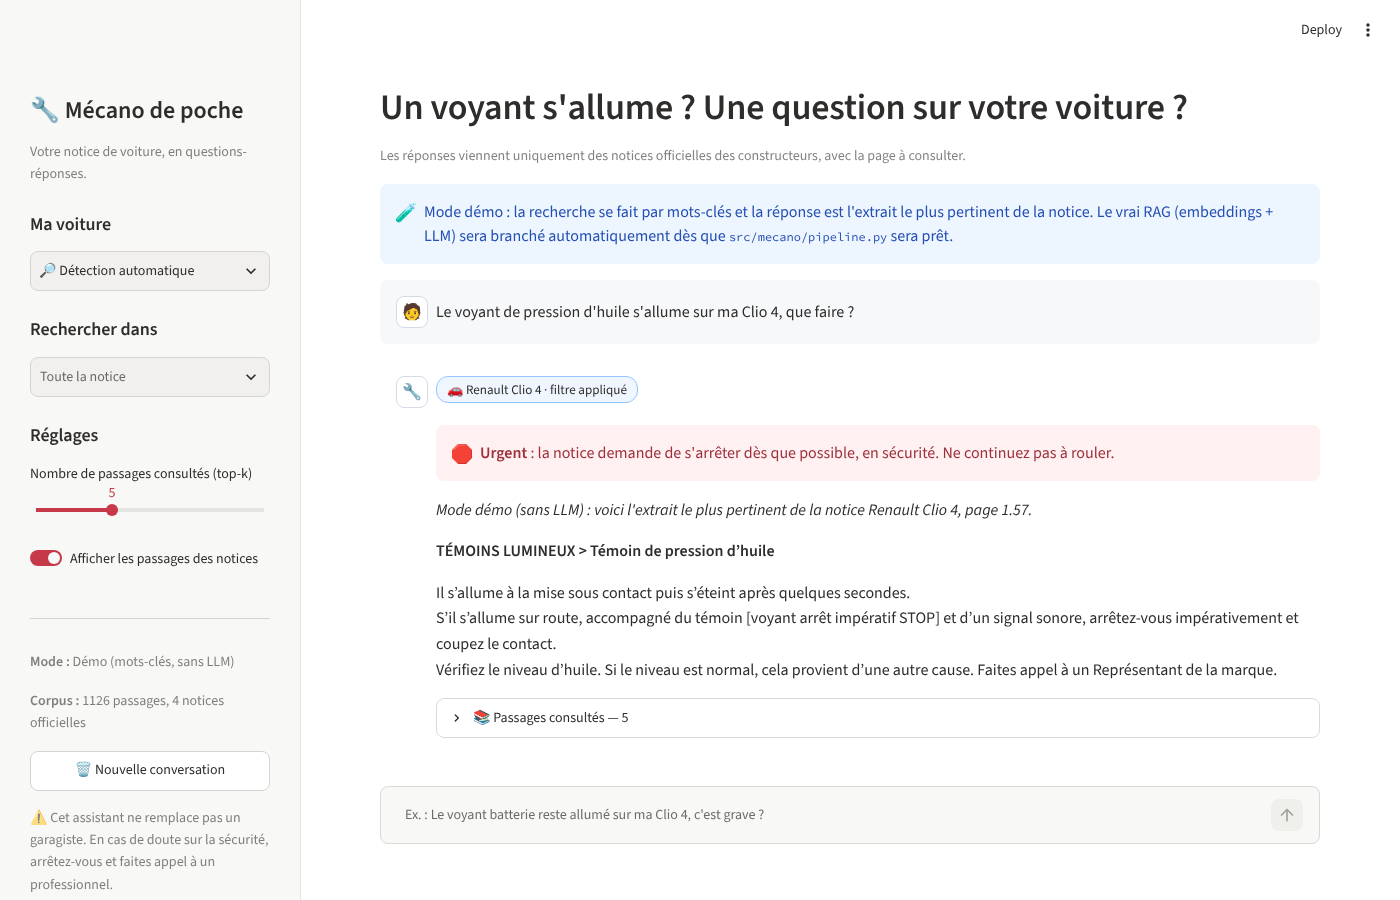 Deploy
🔧 Mécano de poche
Votre notice de voiture, en questions-
réponses.
Ma voiture
🔎 Détection automatique
Rechercher dans
Toute la notice
Réglages
Nombre de passages consultés (top-k)
5
Afficher les passages des notices
Mode : Démo (mots-clés, sans LLM)
Corpus : 1126 passages, 4 notices
officielles
🗑️ Nouvelle conversation
⚠️ Cet assistant ne remplace pas un
garagiste. En cas de doute sur la sécurité,
arrêtez-vous et faites appel à un
professionnel.
Un voyant s'allume ? Une question sur votre voiture ?
Les réponses viennent uniquement des notices officielles des constructeurs, avec la page à consulter.
Mode démo : la recherche se fait par mots-clés et la réponse est l'extrait le plus pertinent de la notice. Le vrai RAG (embeddings +
LLM) sera branché automatiquement dès que src/mecano/pipeline.py sera prêt.
Le voyant de pression d'huile s'allume sur ma Clio 4, que faire ?
🚗 Renault Clio 4 · filtre appliqué
Urgent : la notice demande de s'arrêter dès que possible, en sécurité. Ne continuez pas à rouler.
Mode démo (sans LLM) : voici l'extrait le plus pertinent de la notice Renault Clio 4, page 1.57.
TÉMOINS LUMINEUX > Témoin de pression d’huile
Il s’allume à la mise sous contact puis s’éteint après quelques secondes.
S’il s’allume sur route, accompagné du témoin [voyant arrêt impératif STOP] et d’un signal sonore, arrêtez-vous impérativement et
coupez le contact.
Vérifiez le niveau d’huile. Si le niveau est normal, cela provient d’une autre cause. Faites appel à un Représentant de la marque.
📚 Passages consultés — 5
Ex. : Le voyant batterie reste allumé sur ma Clio 4, c'est grave ?